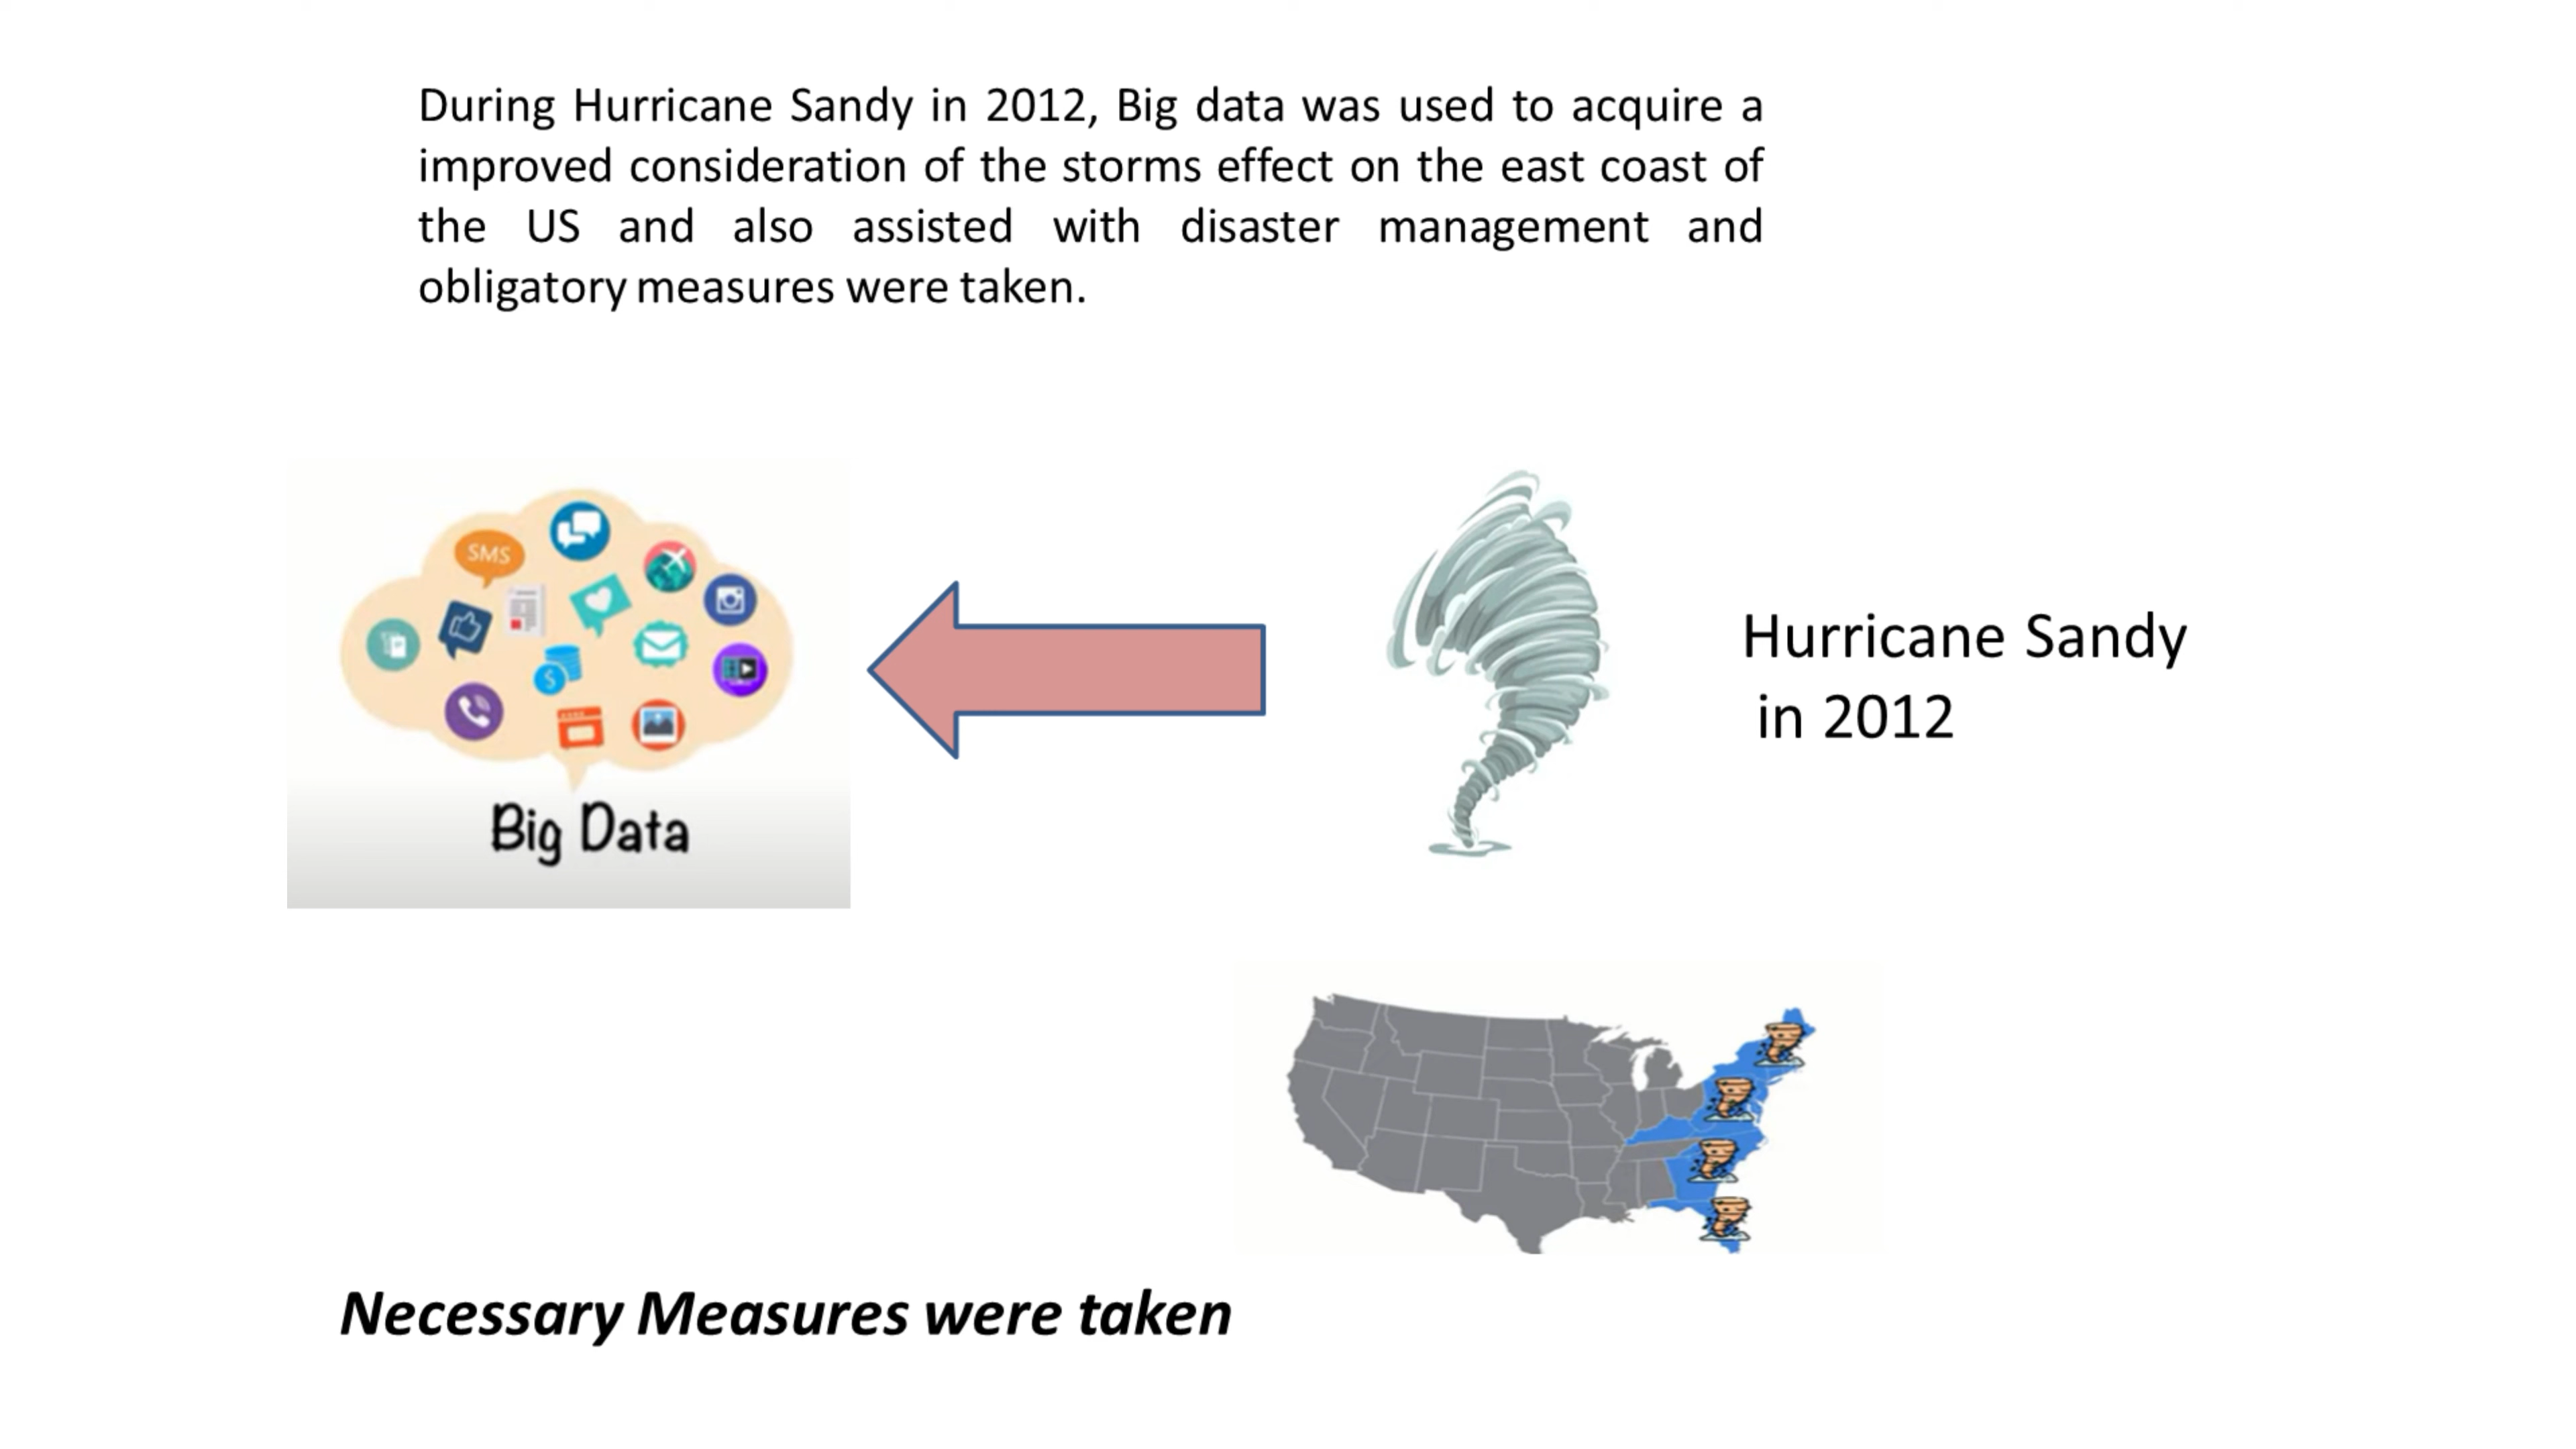 During Hurricane Sandy in 2012, Big data was used to acquire a
improved consideration of the storms effect on the east coast of
the US and also assisted with disaster management and
obligatory measures were taken.
SMS
$
Big Data
Hurricane Sandy
in 2012
Necessary Measures were taken